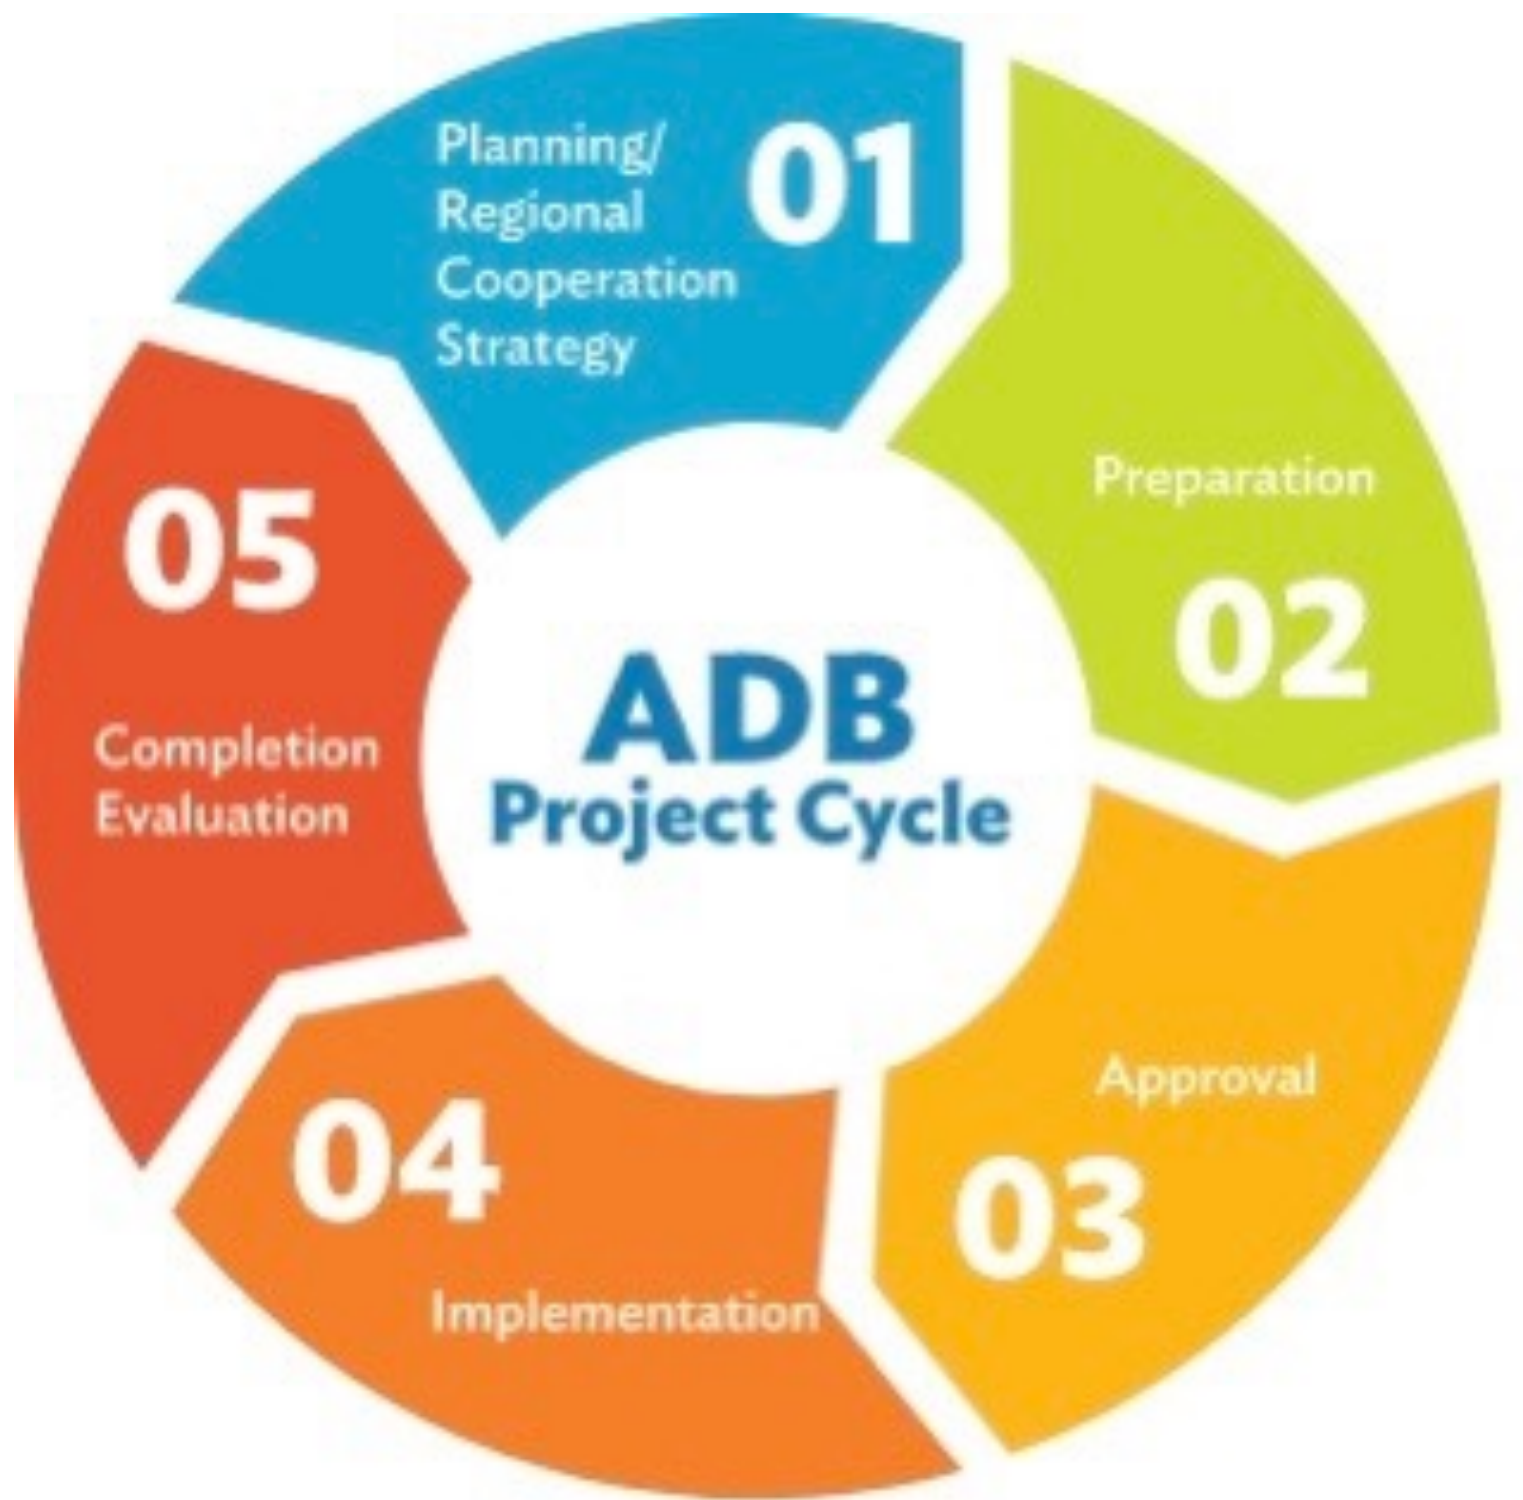 Planning/
Regional
Cooperation
Strategy
01
Preparation
02
Approval
03
04
Implementation
05
Completion
Evaluation
ADB
Project Cycle